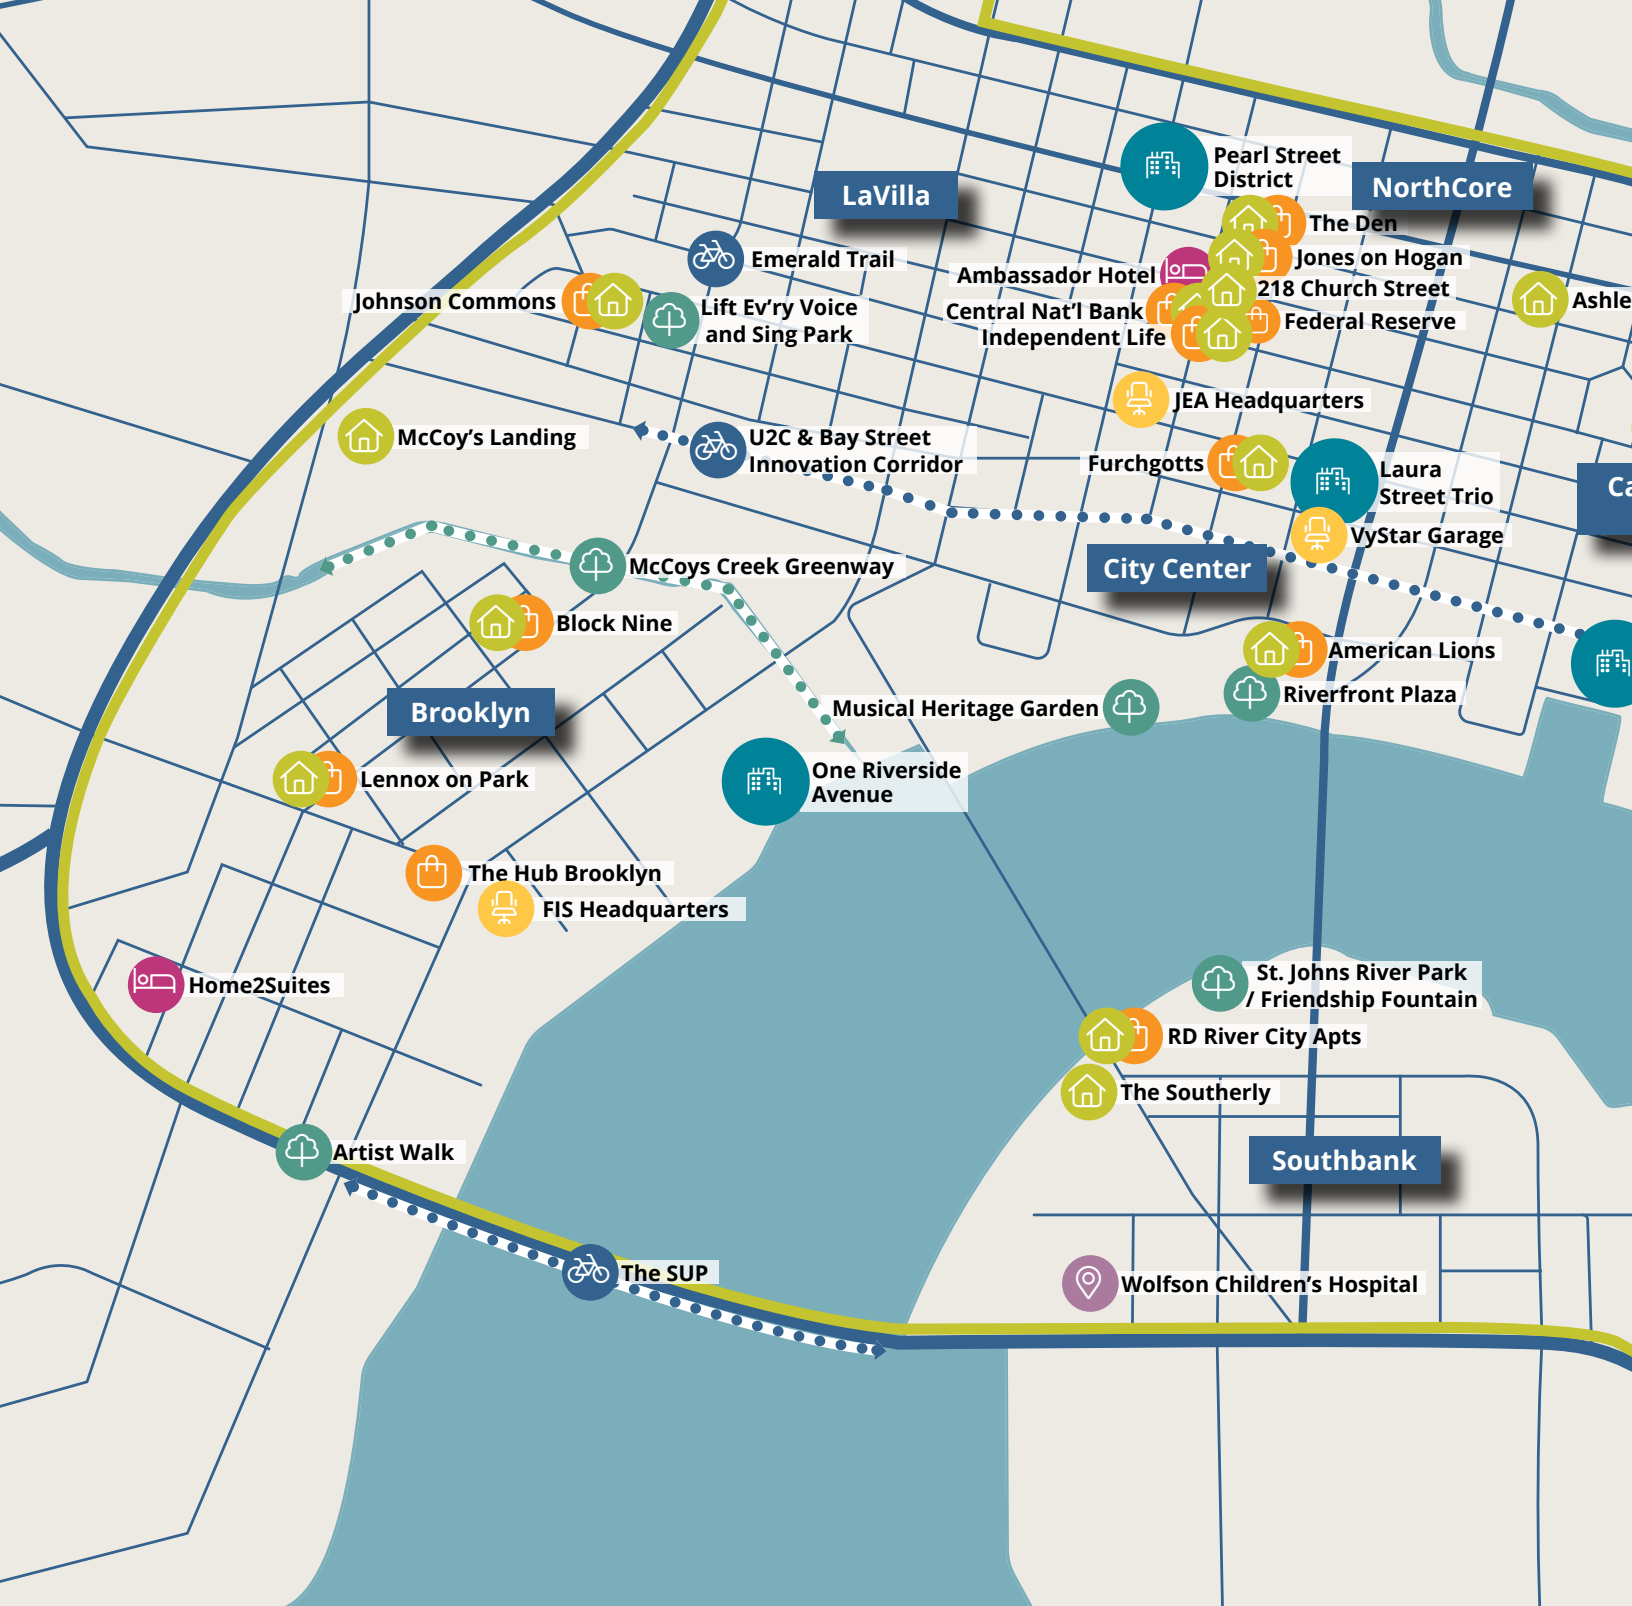 Pearl Street
District
NorthCore
LaVilla
The Den
Emerald Trail
Jones on Hogan
Ambassador Hotel
218 Church Street
Johnson Commons
Ashle
Lift Ev’ry Voice
and Sing Park
Central Nat’l Bank
Federal Reserve
Independent Life
JEA Headquarters
McCoy’s Landing
U2C & Bay Street
Innovation Corridor
Furchgotts
Laura
Street Trio
Ca
VyStar Garage
McCoys Creek Greenway
City Center
Block Nine
American Lions
Riverfront Plaza
Brooklyn
Musical Heritage Garden
One Riverside
Avenue
Lennox on Park
The Hub Brooklyn
FIS Headquarters
Home2Suites
St. Johns River Park
/ Friendship Fountain
RD River City Apts
The Southerly
Artist Walk
Southbank
The SUP
Wolfson Children’s Hospital